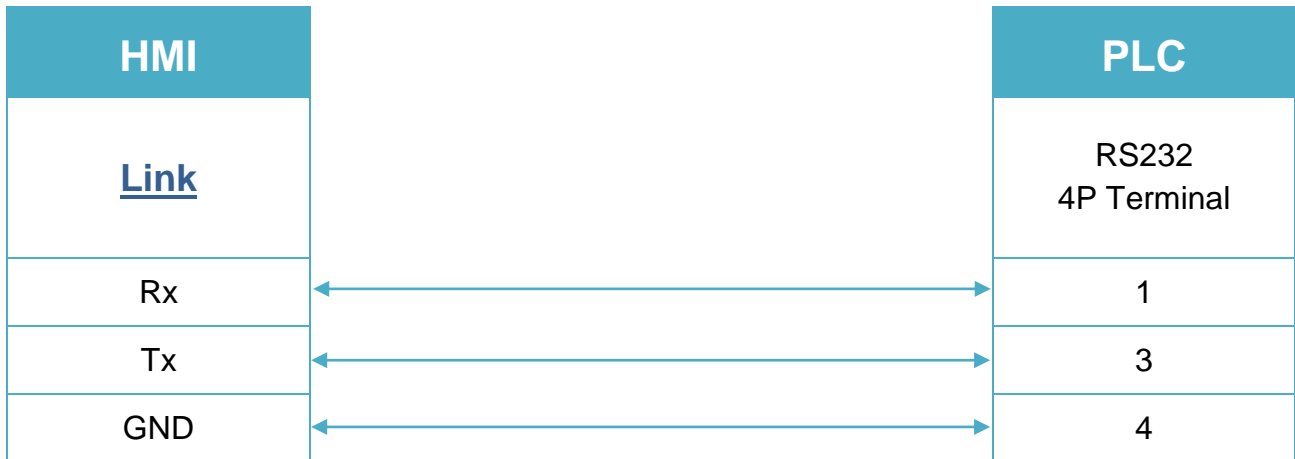 HMI
PLC
Link
RS232
4P Terminal
Rx
1
Tx
3
GND
4